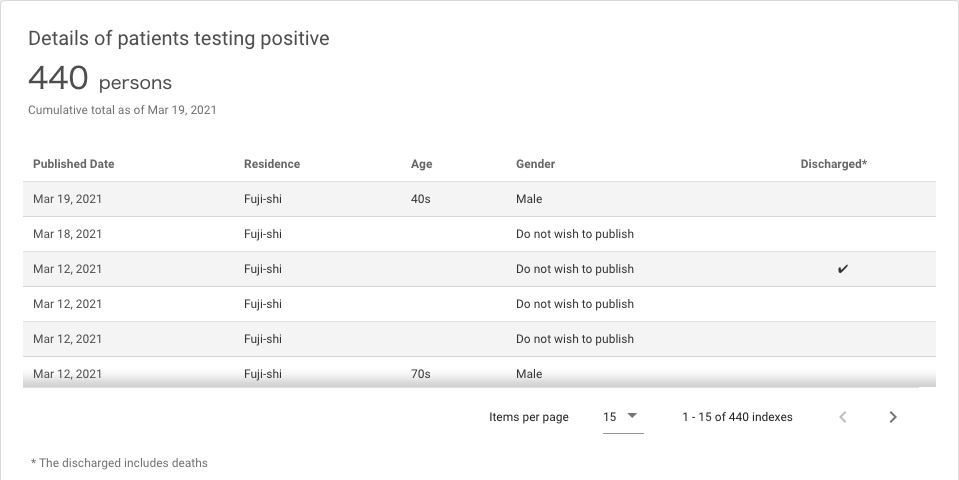 Details of patients testing positive
440 persons
Cumulative total as of Mar 19, 2021
Published Date Residence Age Gender Discharged*
Mar 19, 2021 Fuji-shi 40s Male
Mar 18, 2021 Fuji-shi Do not wish to publish
Mar 12, 2021 Fuji-shi Do not wish to publish ✔
Mar 12, 2021 Fuji-shi Do not wish to publish
Mar 12, 2021 Fuji-shi Do not wish to publish
Mar 12, 2021 Fuji-shi 70s Male
Items per page 15 1 - 15 of 440 indexes
* The discharged includes deaths